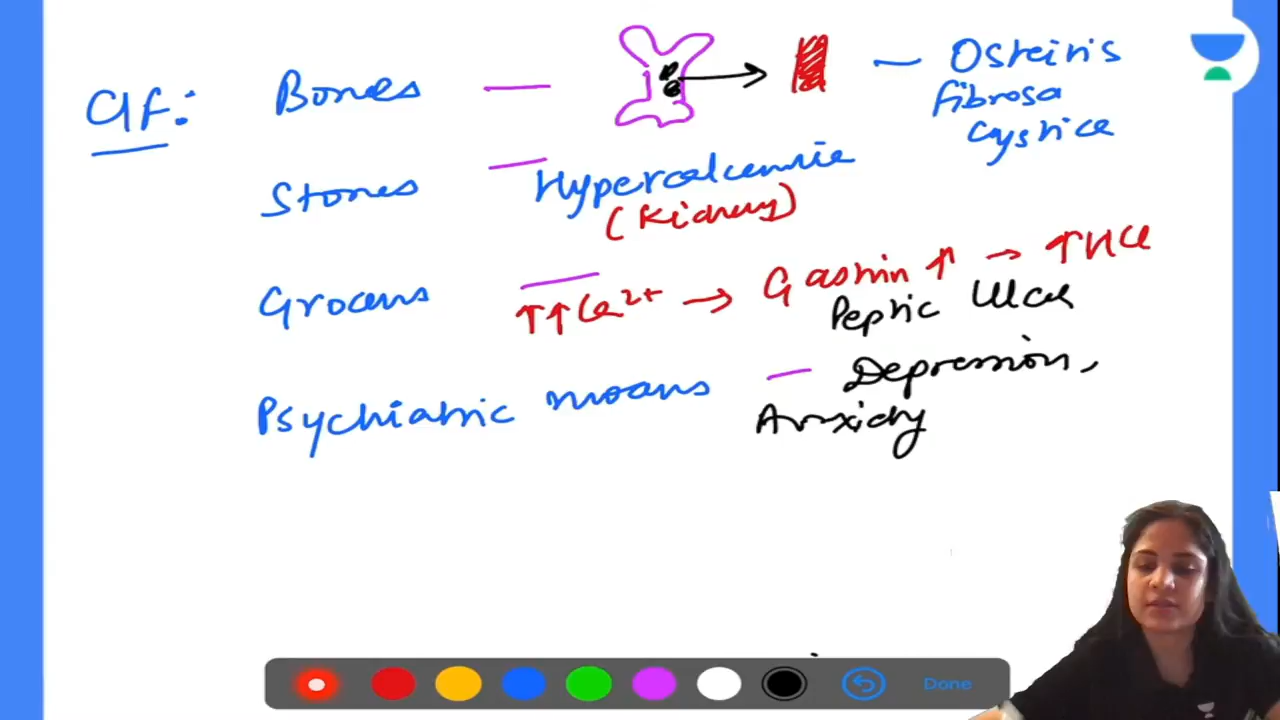 C/F:
Bones — → — Osteitis
fibrosa
cystica
Stones — Hypercalcemia
(Kidney)
Groans — ↑↑Ca²⁺ → Gastrin ↑ → ↑HCl
Peptic Ulcer
Psychiatric moans — Depression,
Anxiety
Done